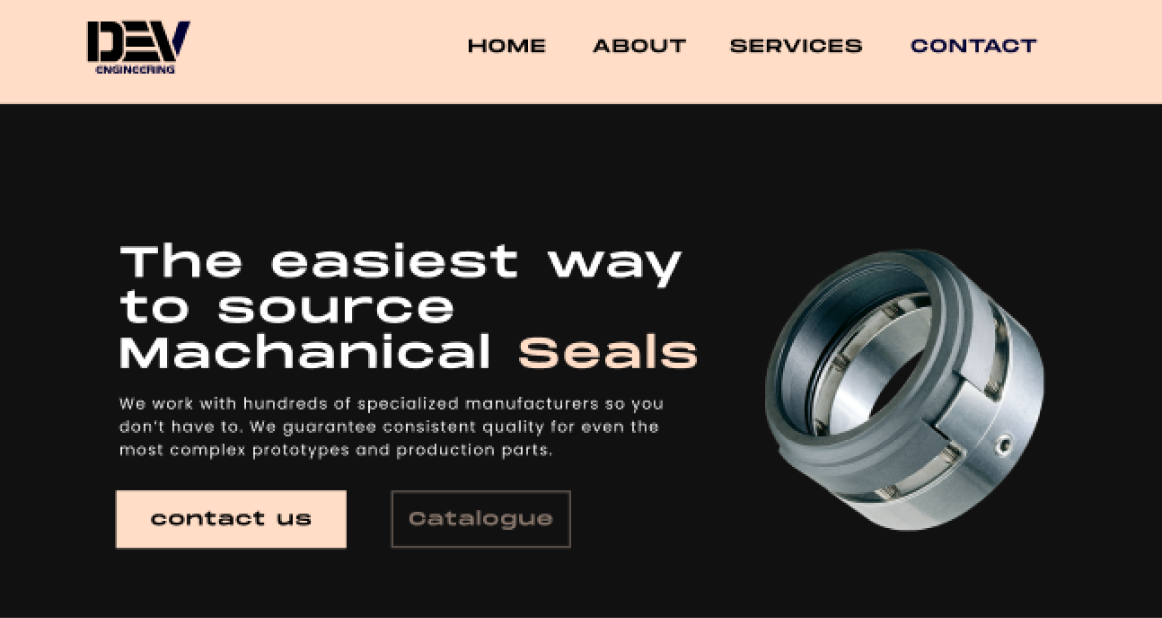 DEV
ENGINEERING
HOME ABOUT SERVICES CONTACT
The easiest way
to source
Machanical Seals
We work with hundreds of specialized manufacturers so you
don't have to. We guarantee consistent quality for even the
most complex prototypes and production parts.
contact us Catalogue